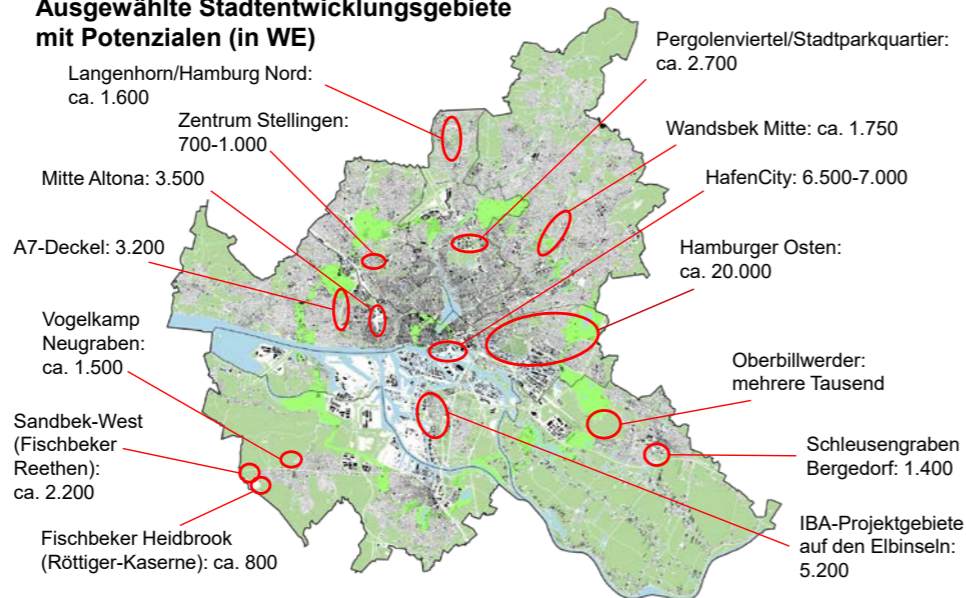 Ausgewählte Stadtentwicklungsgebiete
mit Potenzialen (in WE)
Langenhorn/Hamburg Nord:
ca. 1.600
Zentrum Stellingen:
700-1.000
Mitte Altona: 3.500
A7-Deckel: 3.200
Vogelkamp
Neugraben:
ca. 1.500
Sandbek-West
(Fischbeker
Reethen):
ca. 2.200
Fischbeker Heidbrook
(Röttiger-Kaserne): ca. 800
Pergolenviertel/Stadtparkquartier:
ca. 2.700
Wandsbek Mitte: ca. 1.750
HafenCity: 6.500-7.000
Hamburger Osten:
ca. 20.000
Oberbillwerder:
mehrere Tausend
Schleusengraben
Bergedorf: 1.400
IBA-Projektgebiete
auf den Elbinseln:
5.200